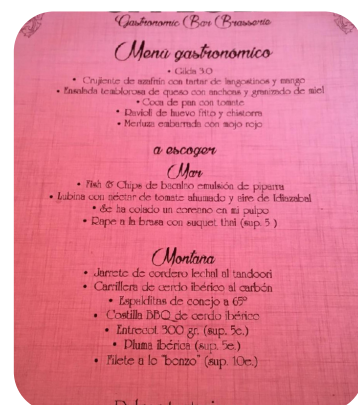 Gastronomic Bar Brasserie
Menú gastronómico
• Gilda 3.0
• Crujiente de azafrán con tartar de langostinos y mango
• Ensalada temblorosa de queso con anchoas y granizado de miel
• Coca de pan con tomate
• Ravioli de huevo frito y chistorra
• Merluza embarrada con mojo rojo
a escoger
Mar
• Fish & Chips de bacalao emulsión de piparra
• Lubina con néctar de tomate ahumado y aire de Idiazabal
• Se ha colado un coreano en mi pulpo
• Rape a la brasa con suquet thai (sup. 5 )
Montana
• Jarrete de cordero lechal al tandoori
• Carrillera de cerdo ibérico al carbón
• Espalditas de conejo a 65º
• Costilla BBQ de cerdo ibérico
• Entrecot 300 gr. (sup. 5e.)
• Pluma ibérica (sup. 5e.)
• Filete a lo "bonzo" (sup. 10e.)